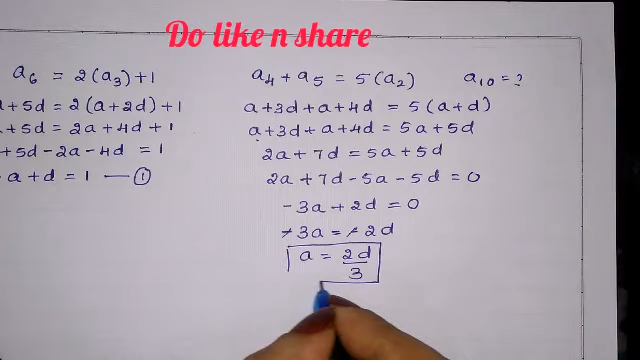 Do like n share
a₆ = 2(a₃)+1
a+5d = 2(a+2d)+1
+5d = 2a+4d+1
+5d-2a-4d = 1
a+d = 1 — ①
a₄+a₅ = 5(a₂)
a+3d+a+4d = 5(a+d)
a+3d+a+4d = 5a+5d
2a+7d = 5a+5d
2a+7d-5a-5d = 0
-3a+2d = 0
-3a = -2d
a = 2d/3
a₁₀ = ?